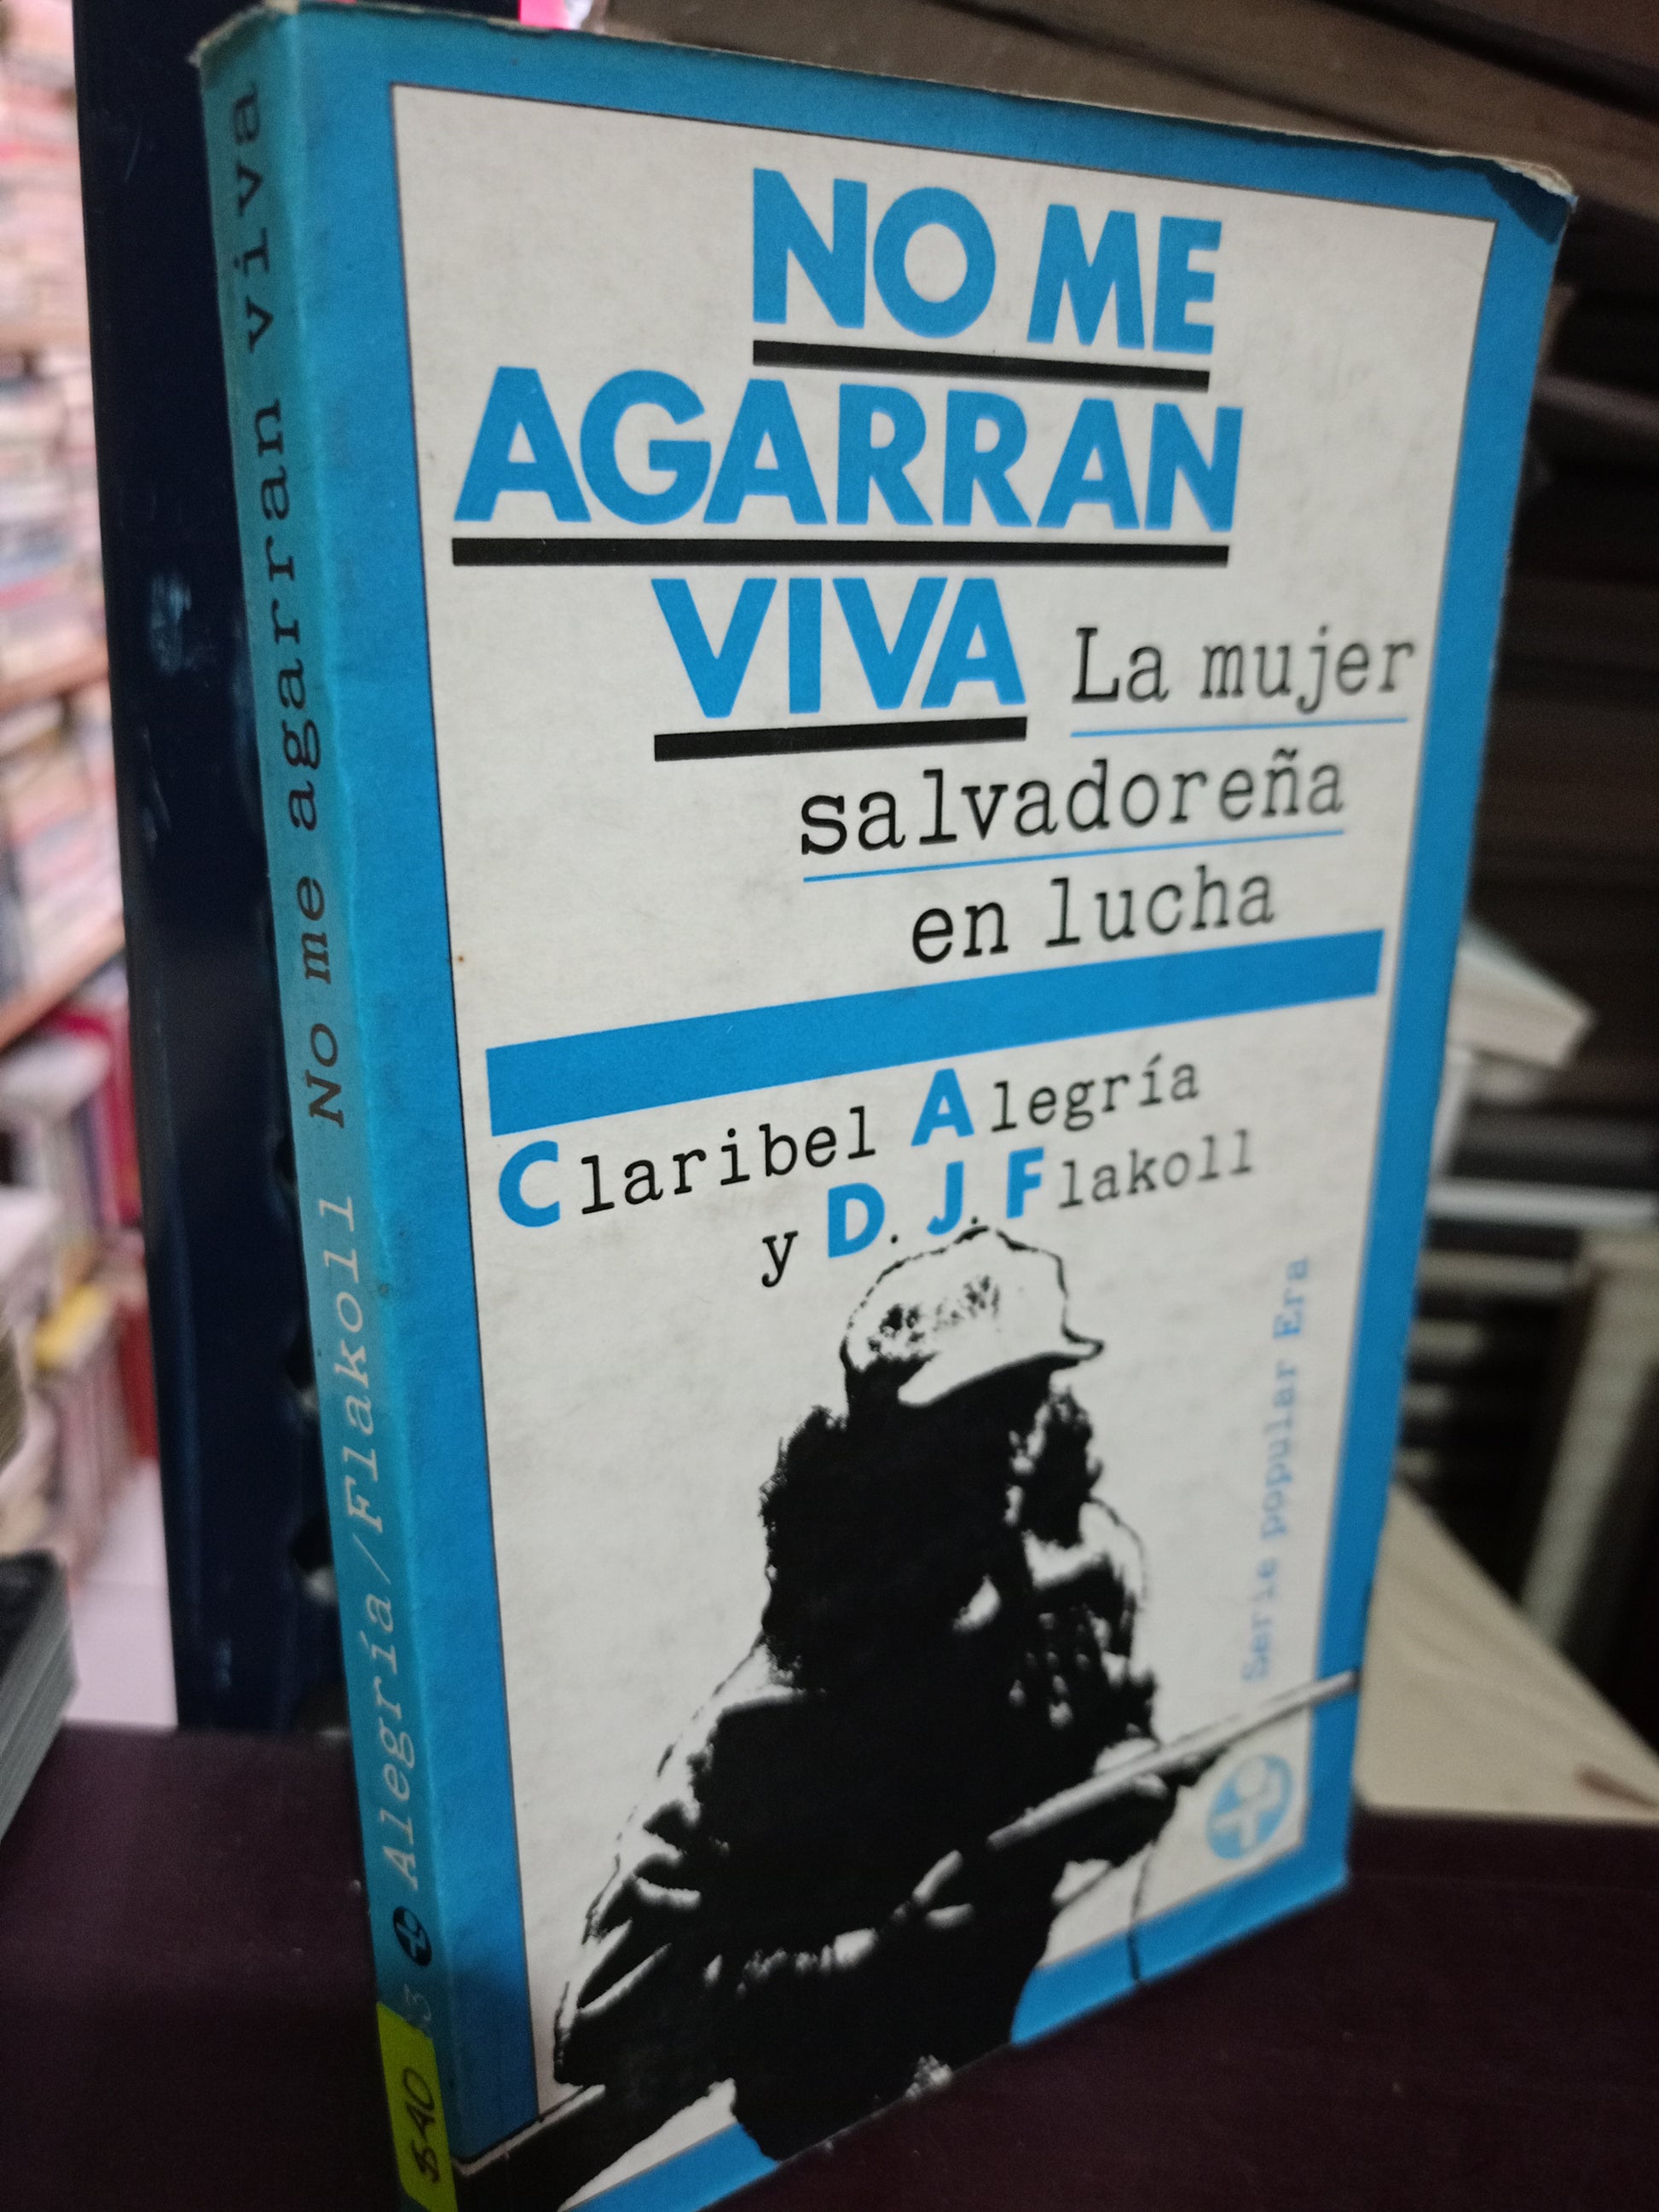 NO ME
AGARRAN
VIVA La mujer
salvadoreña
en lucha
Claribel Alegría
y D. J. Flakoll
Serie popular Era
Alegría/Flakoll No me agarran viva
$40